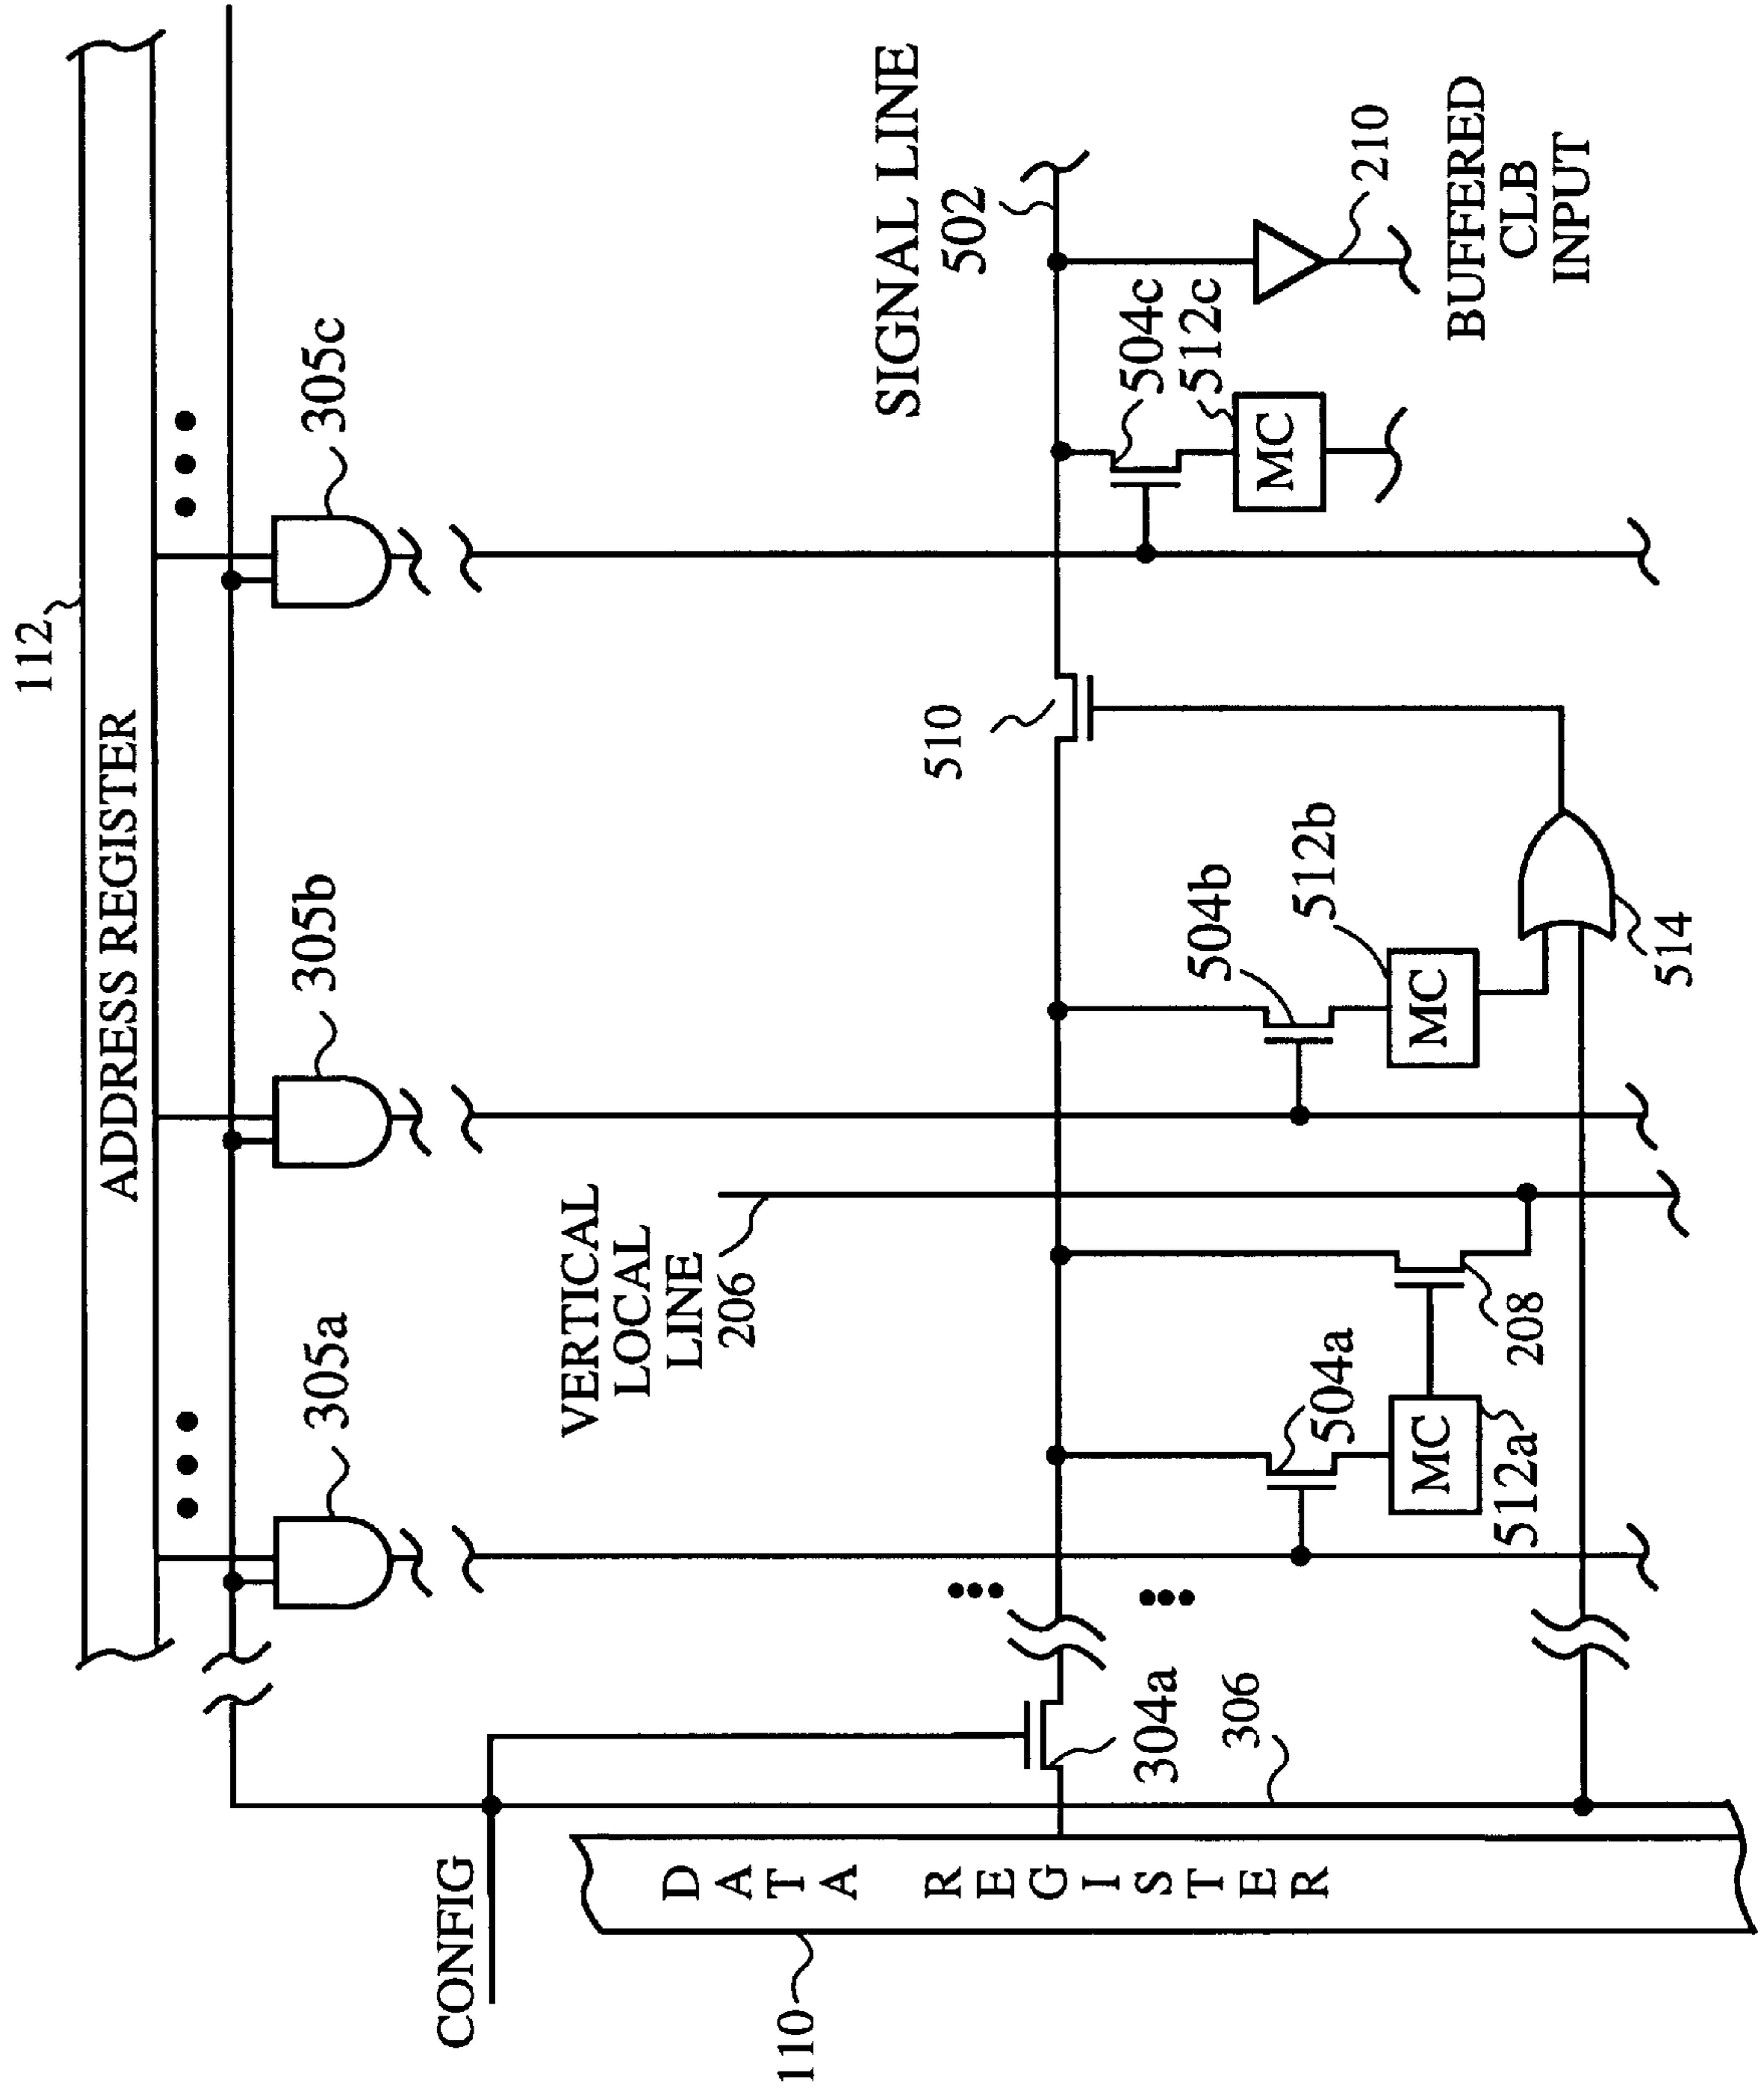 112
ADDRESS REGISTER
305a
305b
305c
CONFIG
VERTICAL
LOCAL
LINE
206
510
SIGNAL LINE
502
304a
306
504a
MC
512a
208
504b
512b
MC
514
504c
512c
MC
210
BUFFERED
CLB
INPUT
DATA REGISTER
110